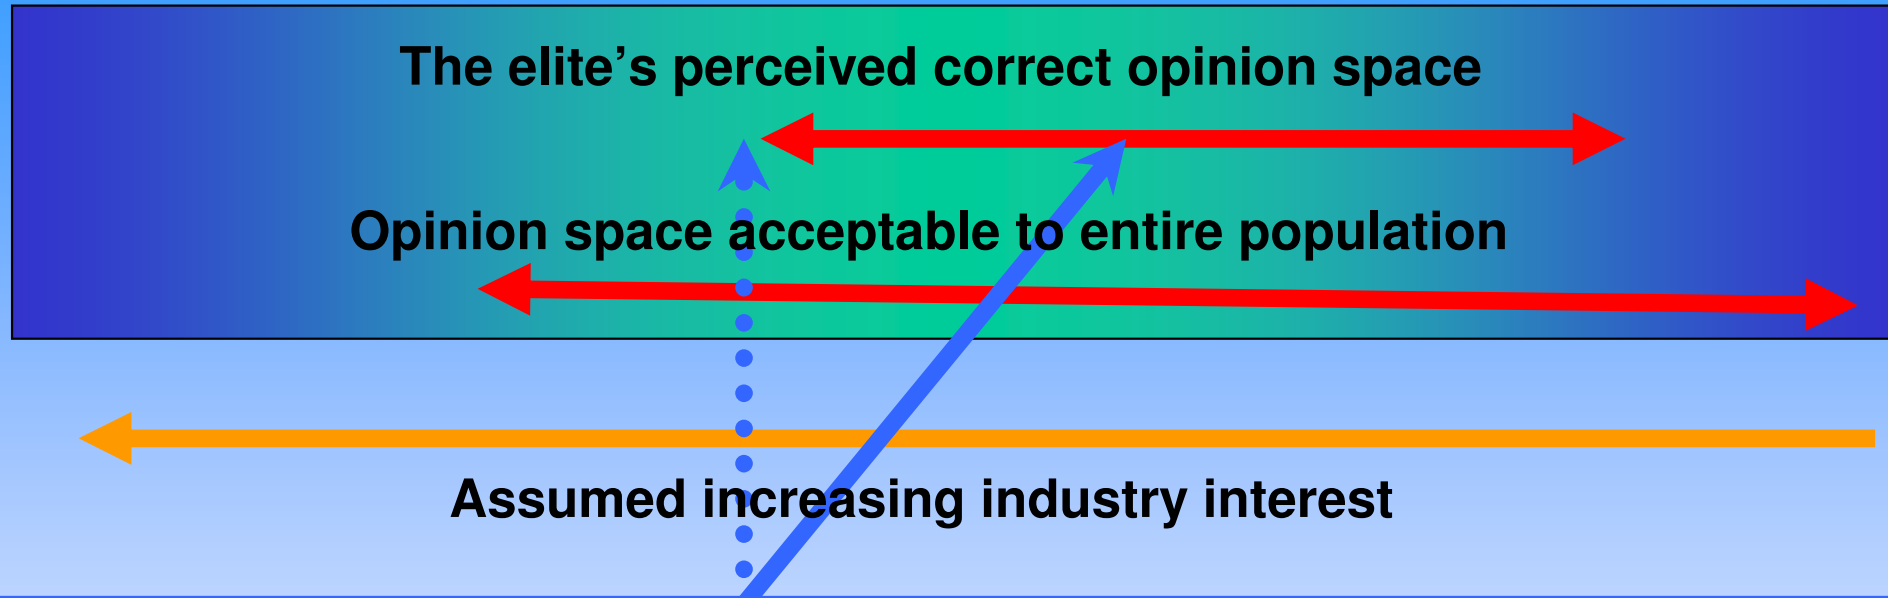 The elite’s perceived correct opinion space
Opinion space acceptable to entire population
Assumed increasing industry interest